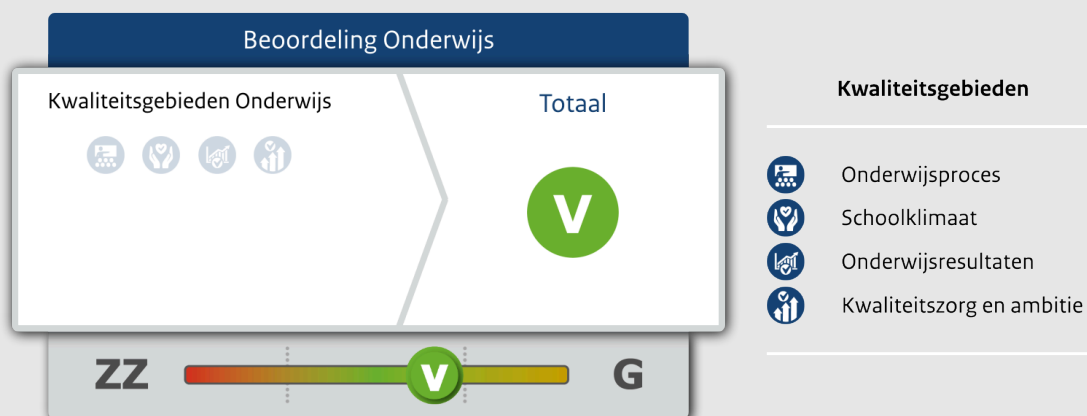 Beoordeling Onderwijs
Kwaliteitsgebieden Onderwijs
Totaal
V
ZZ
V
G
Kwaliteitsgebieden
Onderwijsproces
Schoolklimaat
Onderwijsresultaten
Kwaliteitszorg en ambitie